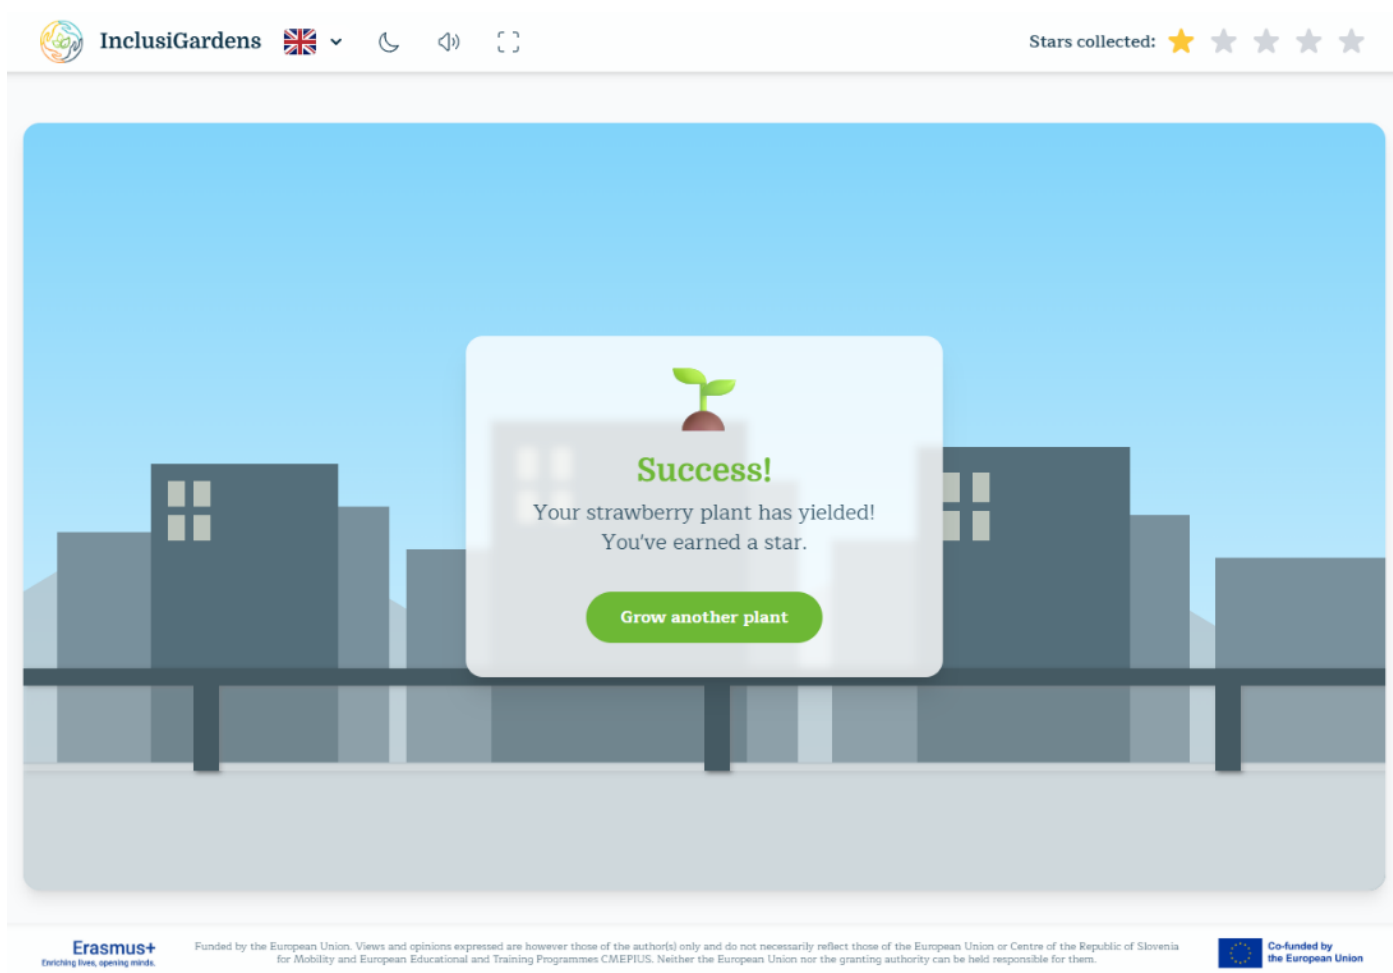 InclusiGardens
Stars collected:
Success!
Your strawberry plant has yielded!
You've earned a star.
Grow another plant
Erasmus+
Enriching lives, opening minds.
Funded by the European Union. Views and opinions expressed are however those of the author(s) only and do not necessarily reflect those of the European Union or Centre of the Republic of Slovenia
for Mobility and European Educational and Training Programmes CMEPIUS. Neither the European Union nor the granting authority can be held responsible for them.
Co-funded by
the European Union